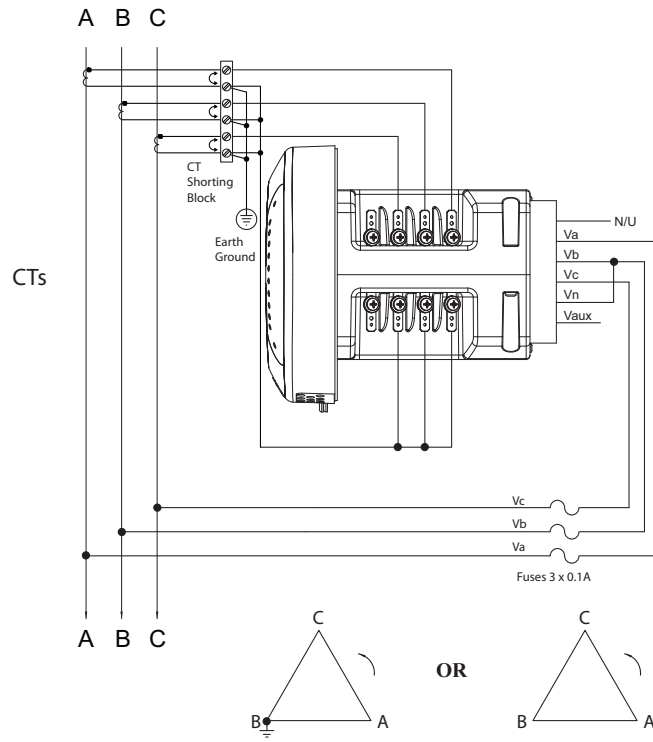 A B C
CT
Shorting
Block
Earth
Ground
CTs
N/U
Va
Vb
Vc
Vn
Vaux
Vc
Vb
Va
Fuses 3 x 0.1A
A B C
C
B
A
OR
C
B
A